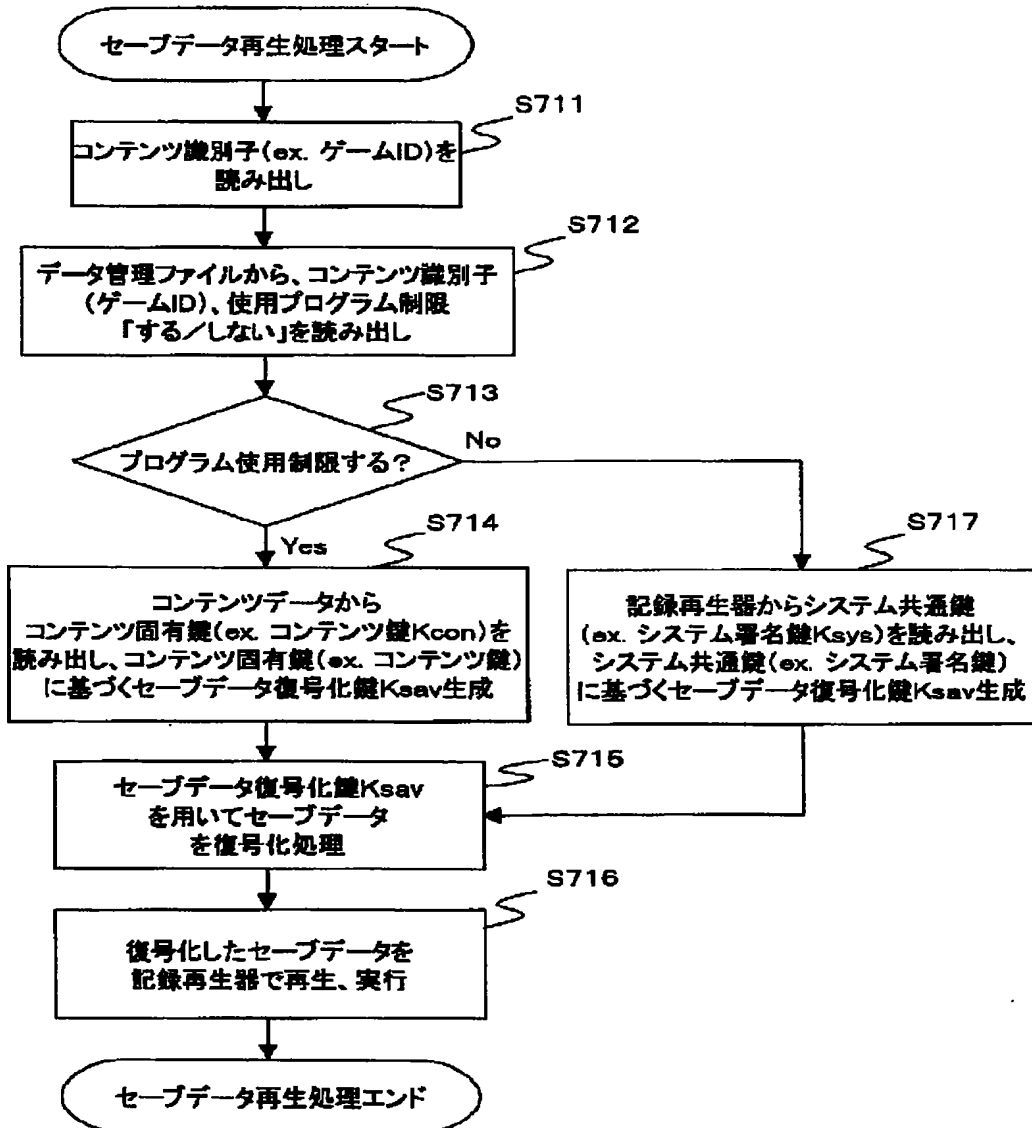 セーブデータ再生処理スタート
S711
コンテンツ識別子(ex. ゲームID)を
読み出し
S712
データ管理ファイルから、コンテンツ識別子
(ゲームID)、使用プログラム制限
「する/しない」を読み出し
S713
プログラム使用制限する?
No
Yes
S714
コンテンツデータから
コンテンツ固有鍵(ex. コンテンツ鍵Kcon)を
読み出し、コンテンツ固有鍵(ex. コンテンツ鍵)
に基づくセーブデータ復号化鍵Ksav生成
S717
記録再生器からシステム共通鍵
(ex. システム署名鍵Ksys)を読み出し、
システム共通鍵(ex. システム署名鍵)
に基づくセーブデータ復号化鍵Ksav生成
S715
セーブデータ復号化鍵Ksav
を用いてセーブデータ
を復号化処理
S716
復号化したセーブデータを
記録再生器で再生、実行
セーブデータ再生処理エンド